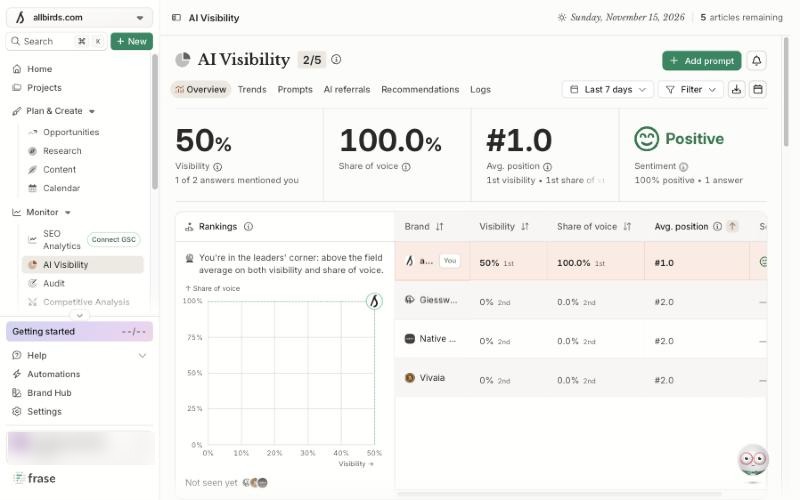 allbirds.com
AI Visibility
Sunday, November 15, 2026
5 articles remaining
Search
⌘ K
+ New
Home
Projects
Plan & Create
Opportunities
Research
Content
Calendar
Monitor
SEO Analytics
Connect GSC
AI Visibility
Audit
Competitive Analysis
Getting started
--/--
Help
Automations
Brand Hub
Settings
frase
AI Visibility
2/5
+ Add prompt
Overview
Trends
Prompts
AI referrals
Recommendations
Logs
Last 7 days
Filter
50%
Visibility
1 of 2 answers mentioned you
100.0%
Share of voice
#1.0
Avg. position
1st visibility • 1st share of
Positive
Sentiment
100% positive • 1 answer
Rankings
You're in the leaders' corner: above the field
average on both visibility and share of voice.
↑ Share of voice
100%
75%
50%
25%
0%
0% 10% 20% 30% 40% 50%
Visibility →
Not seen yet
Brand Visibility Share of voice Avg. position
a... You 50% 1st 100.0% 1st #1.0
Giessw... 0% 2nd 0.0% 2nd #2.0
Native ... 0% 2nd 0.0% 2nd #2.0
Vivaia 0% 2nd 0.0% 2nd #2.0